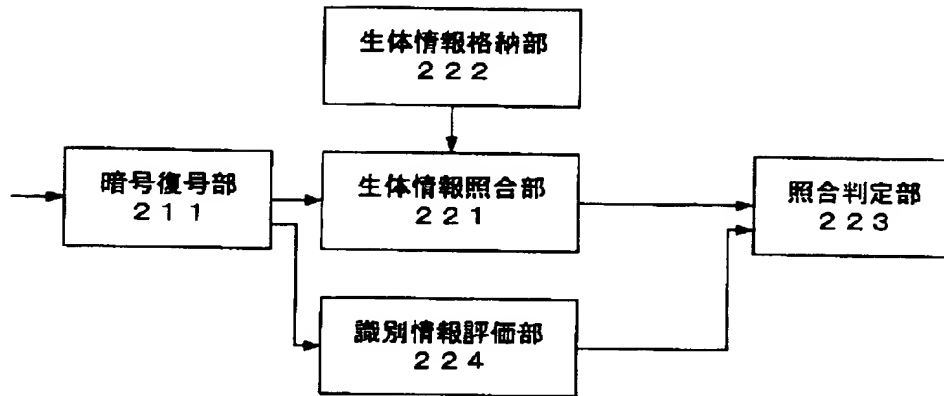 生体情報格納部
２２２
暗号復号部
２１１
生体情報照合部
２２１
照合判定部
２２３
識別情報評価部
２２４